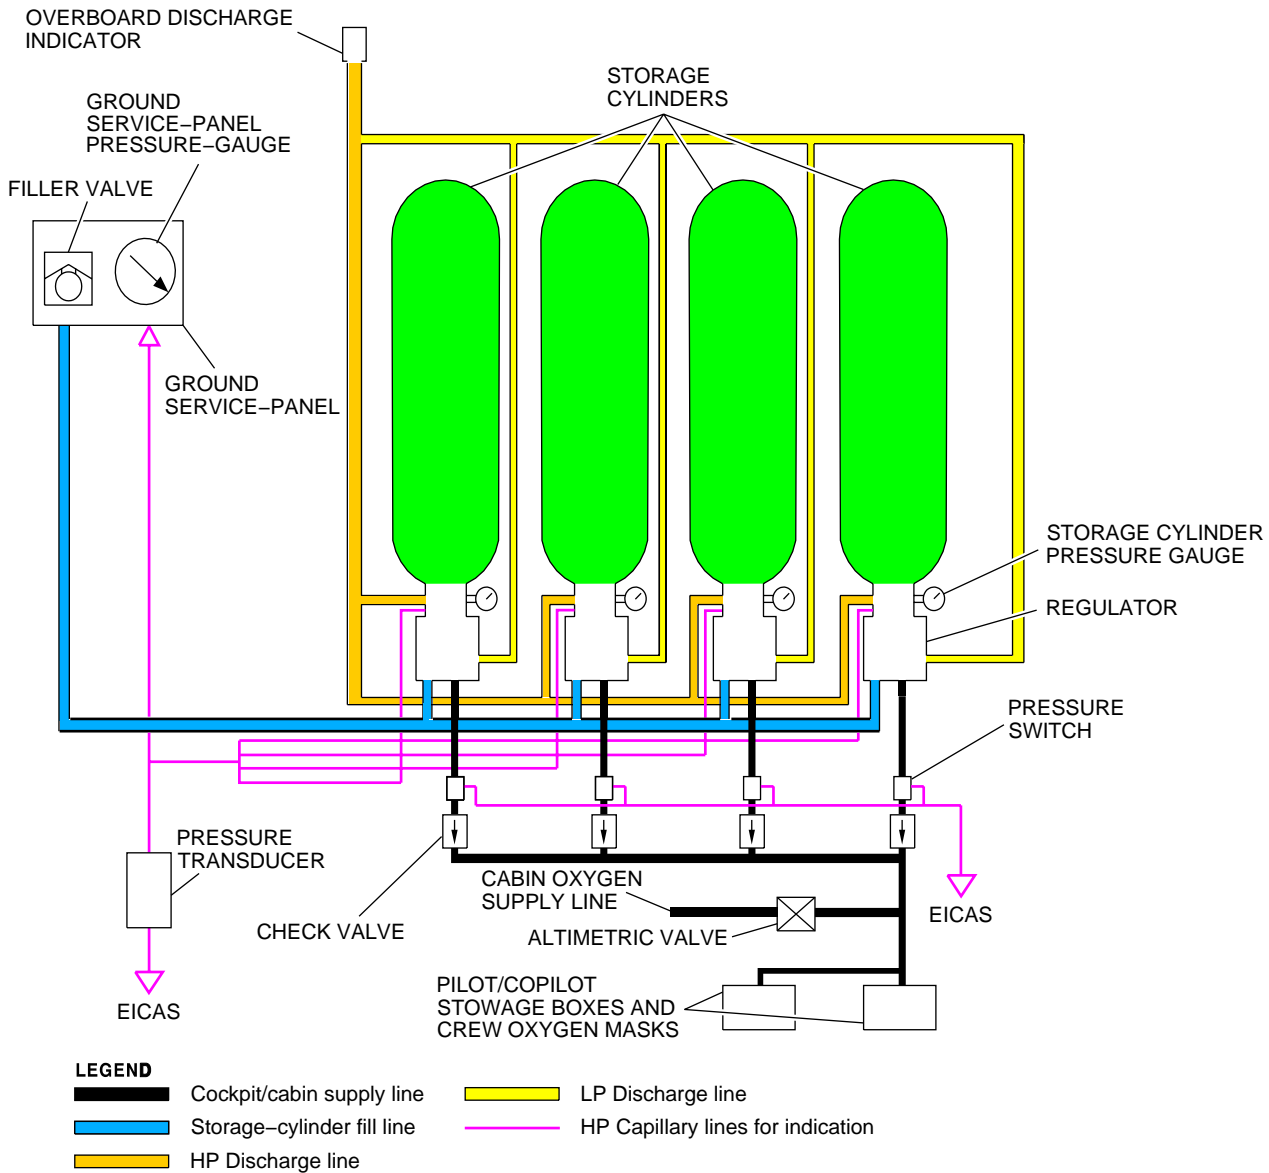 OVERBOARD DISCHARGE
INDICATOR
GROUND
SERVICE−PANEL
PRESSURE−GAUGE
STORAGE
CYLINDERS
FILLER VALVE
GROUND
SERVICE−PANEL
STORAGE CYLINDER
PRESSURE GAUGE
REGULATOR
PRESSURE
SWITCH
PRESSURE
TRANSDUCER
CHECK VALVE
CABIN OXYGEN
SUPPLY LINE
ALTIMETRIC VALVE
EICAS
EICAS
PILOT/COPILOT
STOWAGE BOXES AND
CREW OXYGEN MASKS
LEGEND
Cockpit/cabin supply line
LP Discharge line
Storage−cylinder fill line
HP Capillary lines for indication
HP Discharge line